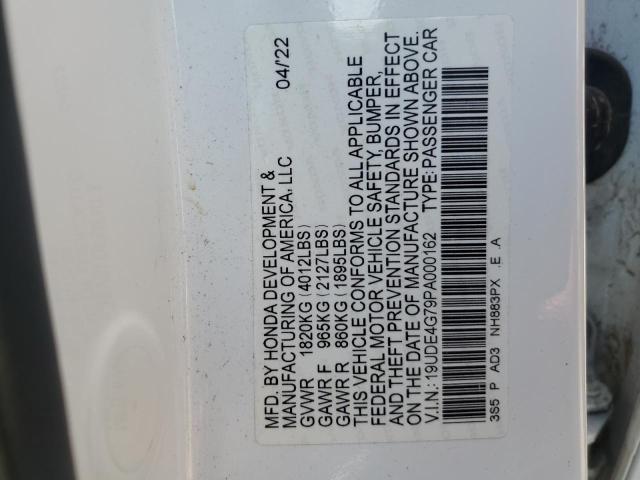 MFD. BY HONDA DEVELOPMENT & 04/22
MANUFACTURING OF AMERICA, LLC
GVWR 1820KG (4012LBS)
GAWR F 965KG (2127LBS)
GAWR R 860KG (1895LBS)
THIS VEHICLE CONFORMS TO ALL APPLICABLE
FEDERAL MOTOR VEHICLE SAFETY, BUMPER,
AND THEFT PREVENTION STANDARDS IN EFFECT
ON THE DATE OF MANUFACTURE SHOWN ABOVE.
V.I.N.: 19UDE4G79PA000162 TYPE: PASSENGER CAR
3S5 P AD3 NH883PX .E .A